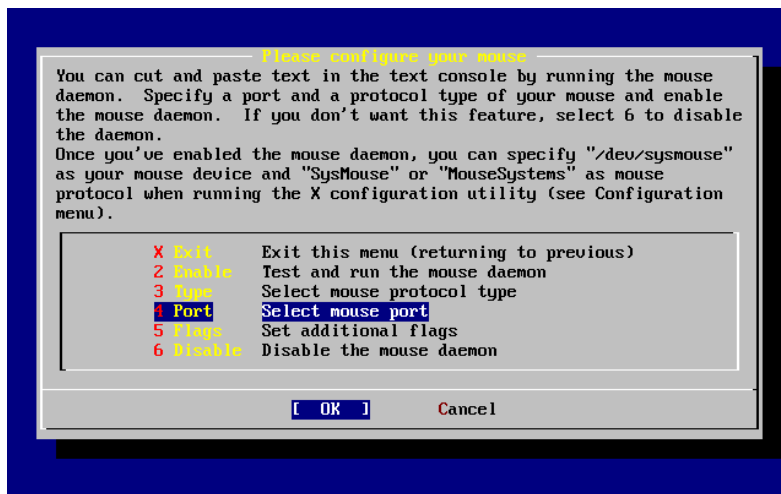 Please configure your mouse
You can cut and paste text in the text console by running the mouse
daemon.  Specify a port and a protocol type of your mouse and enable
the mouse daemon.  If you don't want this feature, select 6 to disable
the daemon.
Once you've enabled the mouse daemon, you can specify "/dev/sysmouse"
as your mouse device and "SysMouse" or "MouseSystems" as mouse
protocol when running the X configuration utility (see Configuration
menu).
X Exit     Exit this menu (returning to previous)
2 Enable   Test and run the mouse daemon
3 Type     Select mouse protocol type
4 Port     Select mouse port
5 Flags    Set additional flags
6 Disable  Disable the mouse daemon
[  OK  ]     Cancel